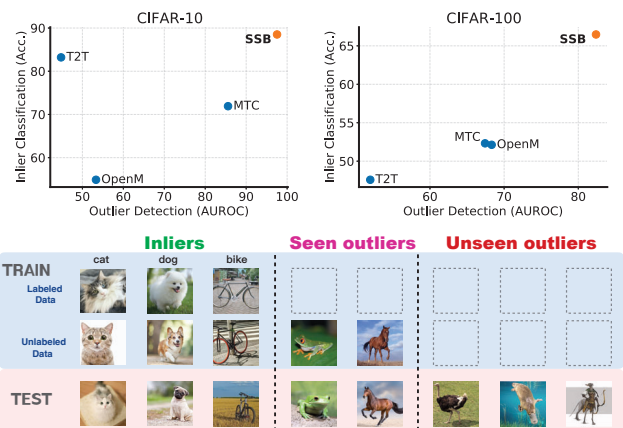 CIFAR-10
Inlier Classification (Acc.)
90
80
70
60
SSB
T2T
MTC
OpenM
50 60 70 80 90 100
Outlier Detection (AUROC)
CIFAR-100
Inlier Classification (Acc.)
65
60
55
50
SSB
MTC
OpenM
T2T
60 70 80
Outlier Detection (AUROC)
Inliers Seen outliers Unseen outliers
TRAIN cat dog bike
Labeled
Data
Unlabeled
Data
TEST